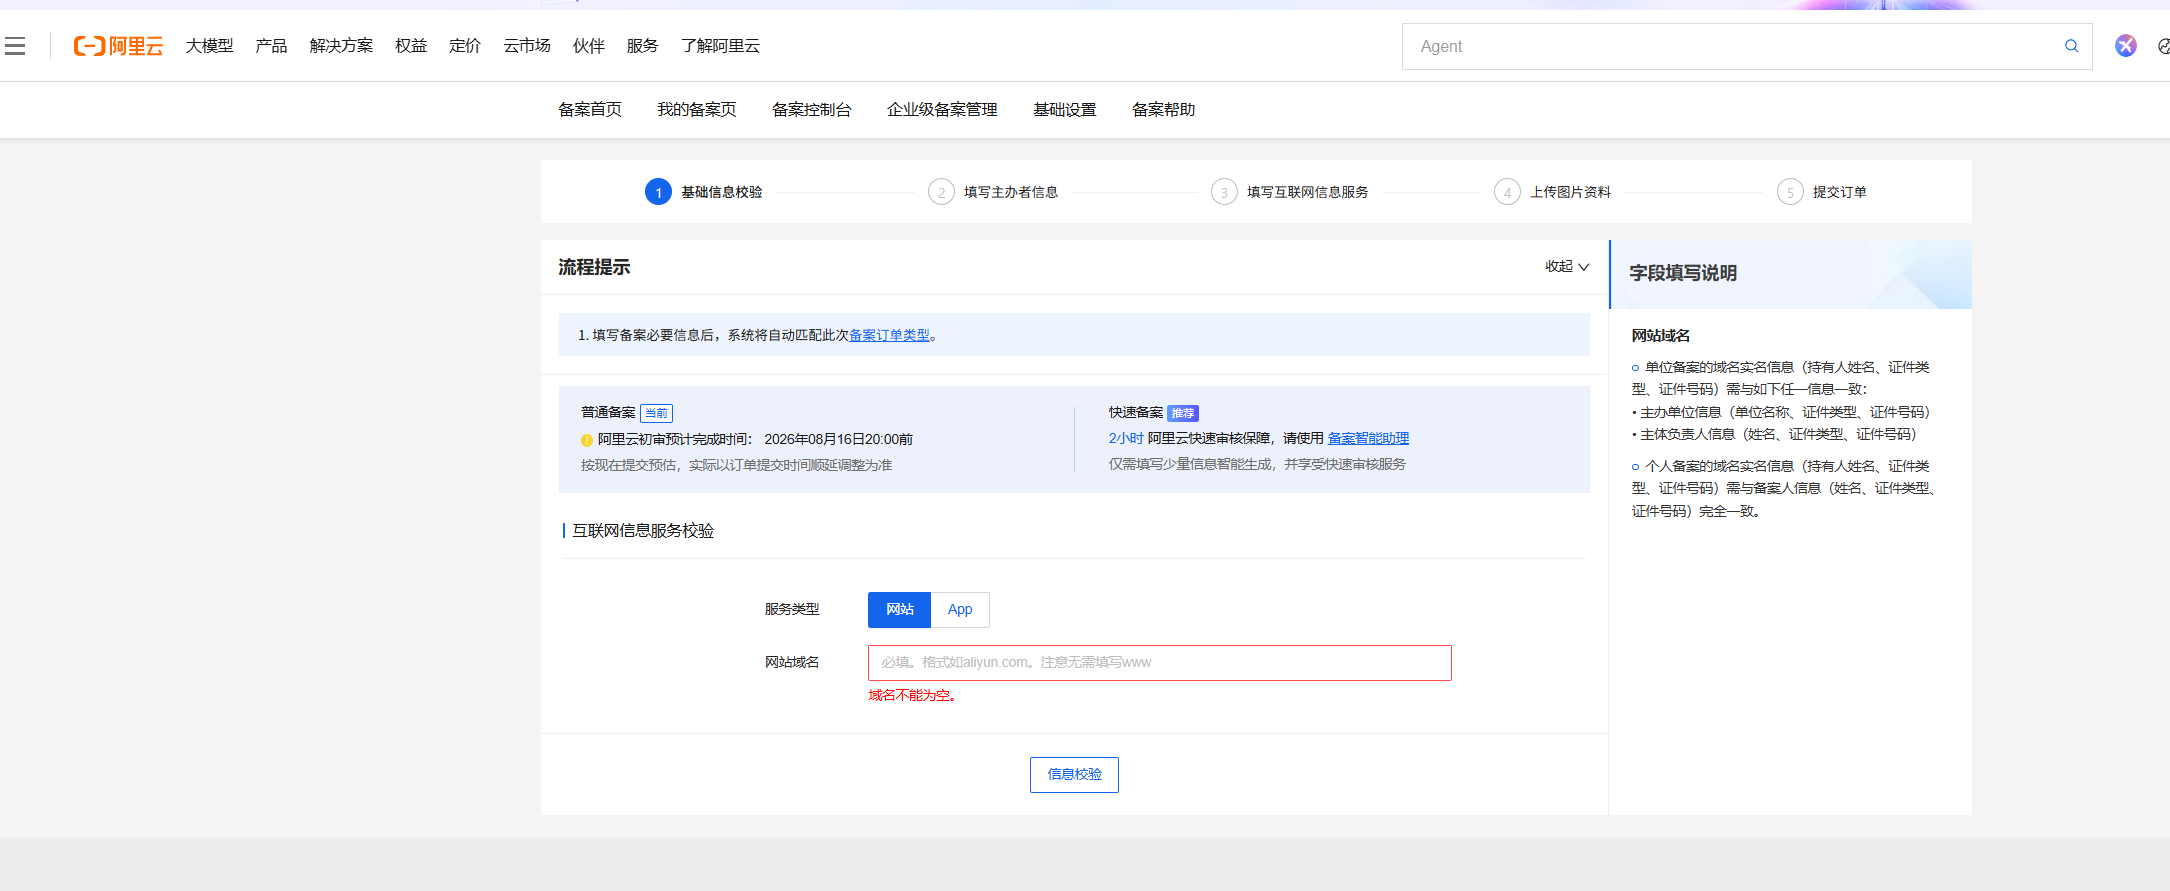 阿里云
大模型 产品 解决方案 权益 定价 云市场 伙伴 服务 了解阿里云
Agent
备案首页 我的备案页 备案控制台 企业级备案管理 基础设置 备案帮助
1 基础信息校验 2 填写主办者信息 3 填写互联网信息服务 4 上传图片资料 5 提交订单
流程提示
收起
1. 填写备案必要信息后，系统将自动匹配此次备案订单类型。
普通备案 当前
阿里云初审预计完成时间： 2026年08月16日20:00前
按现在提交预估，实际以订单提交时间顺延调整为准
快速备案 推荐
2小时 阿里云快速审核保障，请使用 备案智能助理
仅需填写少量信息智能生成，并享受快速审核服务
互联网信息服务校验
服务类型
网站 App
网站域名
必填。格式如aliyun.com。注意无需填写www
域名不能为空。
信息校验
字段填写说明
网站域名
单位备案的域名实名信息（持有人姓名、证件类
型、证件号码）需与如下任一信息一致：
• 主办单位信息（单位名称、证件类型、证件号码）
• 主体负责人信息（姓名、证件类型、证件号码）
个人备案的域名实名信息（持有人姓名、证件类
型、证件号码）需与备案人信息（姓名、证件类型、
证件号码）完全一致。